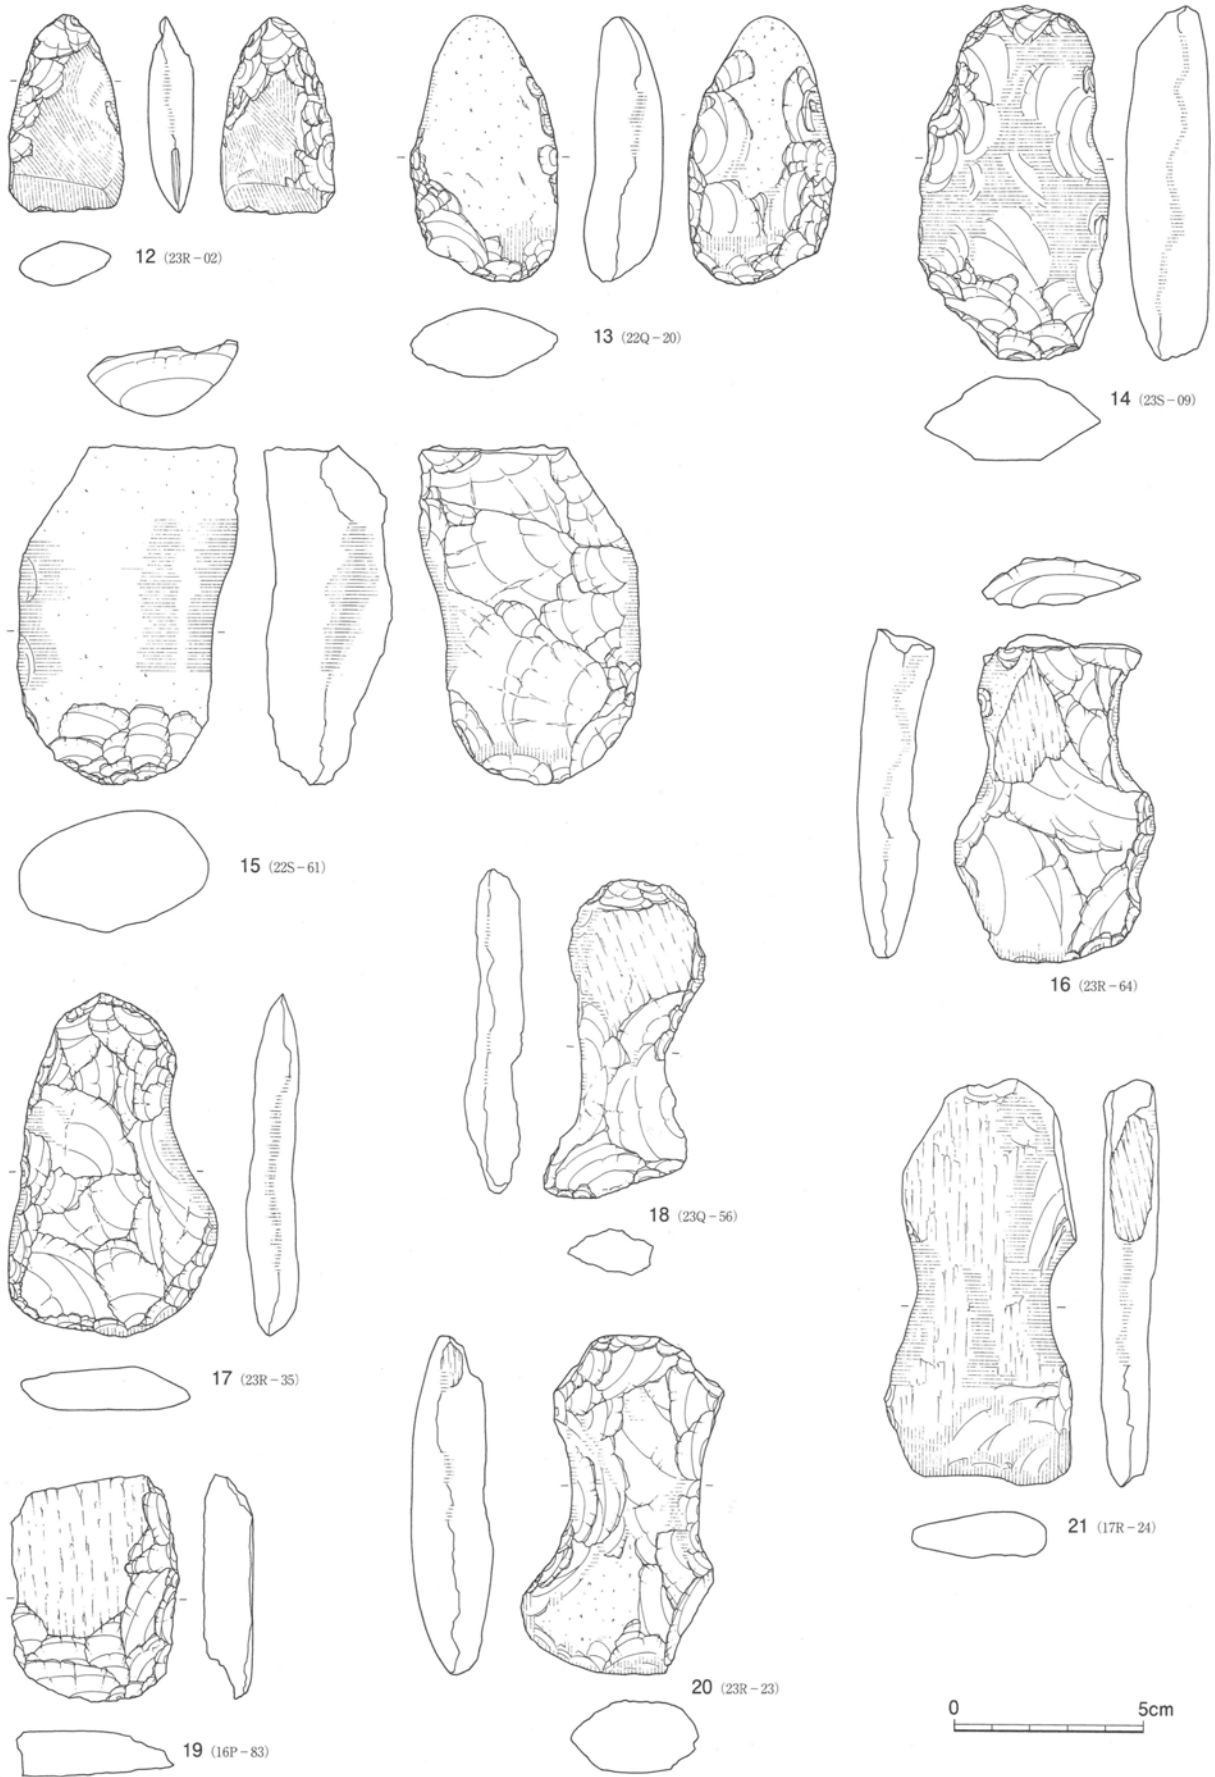 12 (23R-02)
13 (22Q-20)
14 (23S-09)
15 (22S-61)
16 (23R-64)
17 (23R-35)
18 (23Q-56)
19 (16P-83)
20 (23R-23)
21 (17R-24)
0 5cm